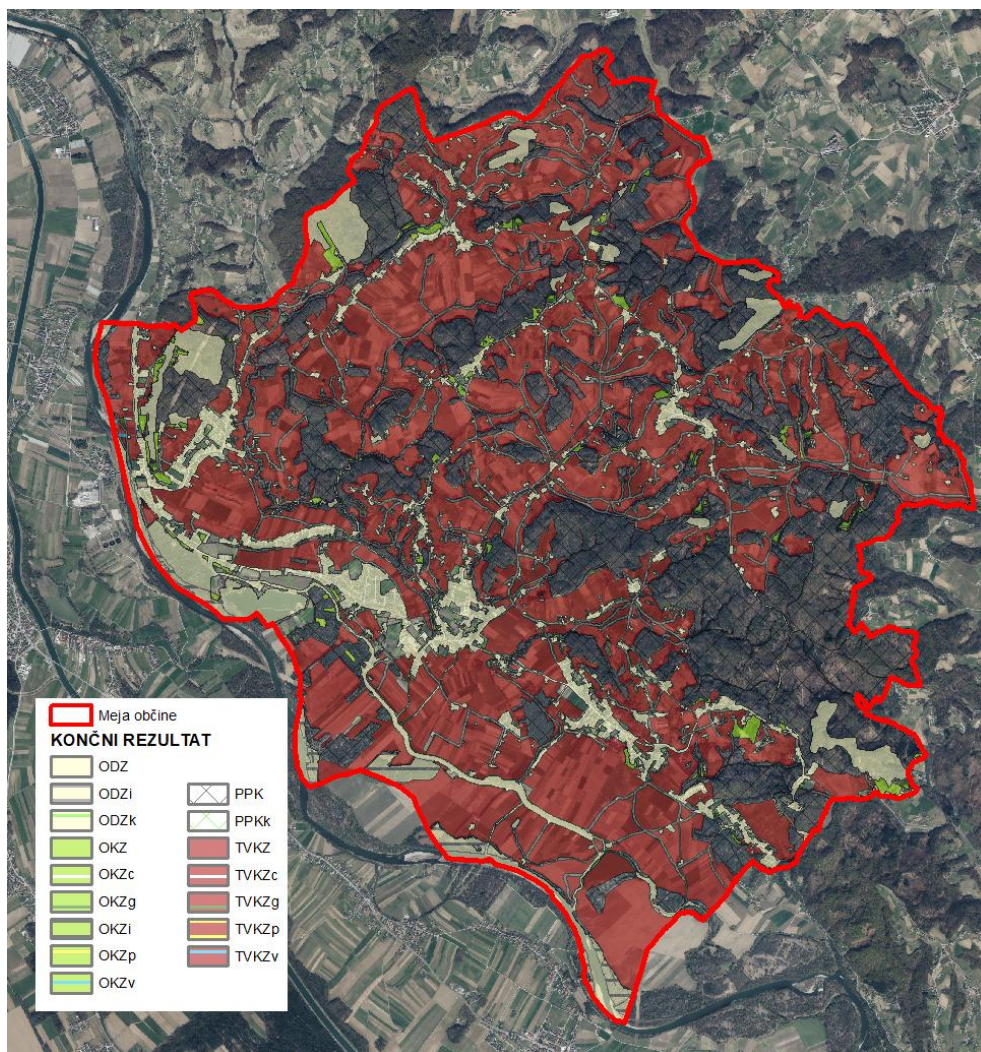 Meja občine
KONČNI REZULTAT
ODZ
ODZi
ODZk
OKZ
OKZc
OKZg
OKZi
OKZp
OKZv
PPK
PPKk
TVKZ
TVKZc
TVKZg
TVKZp
TVKZv